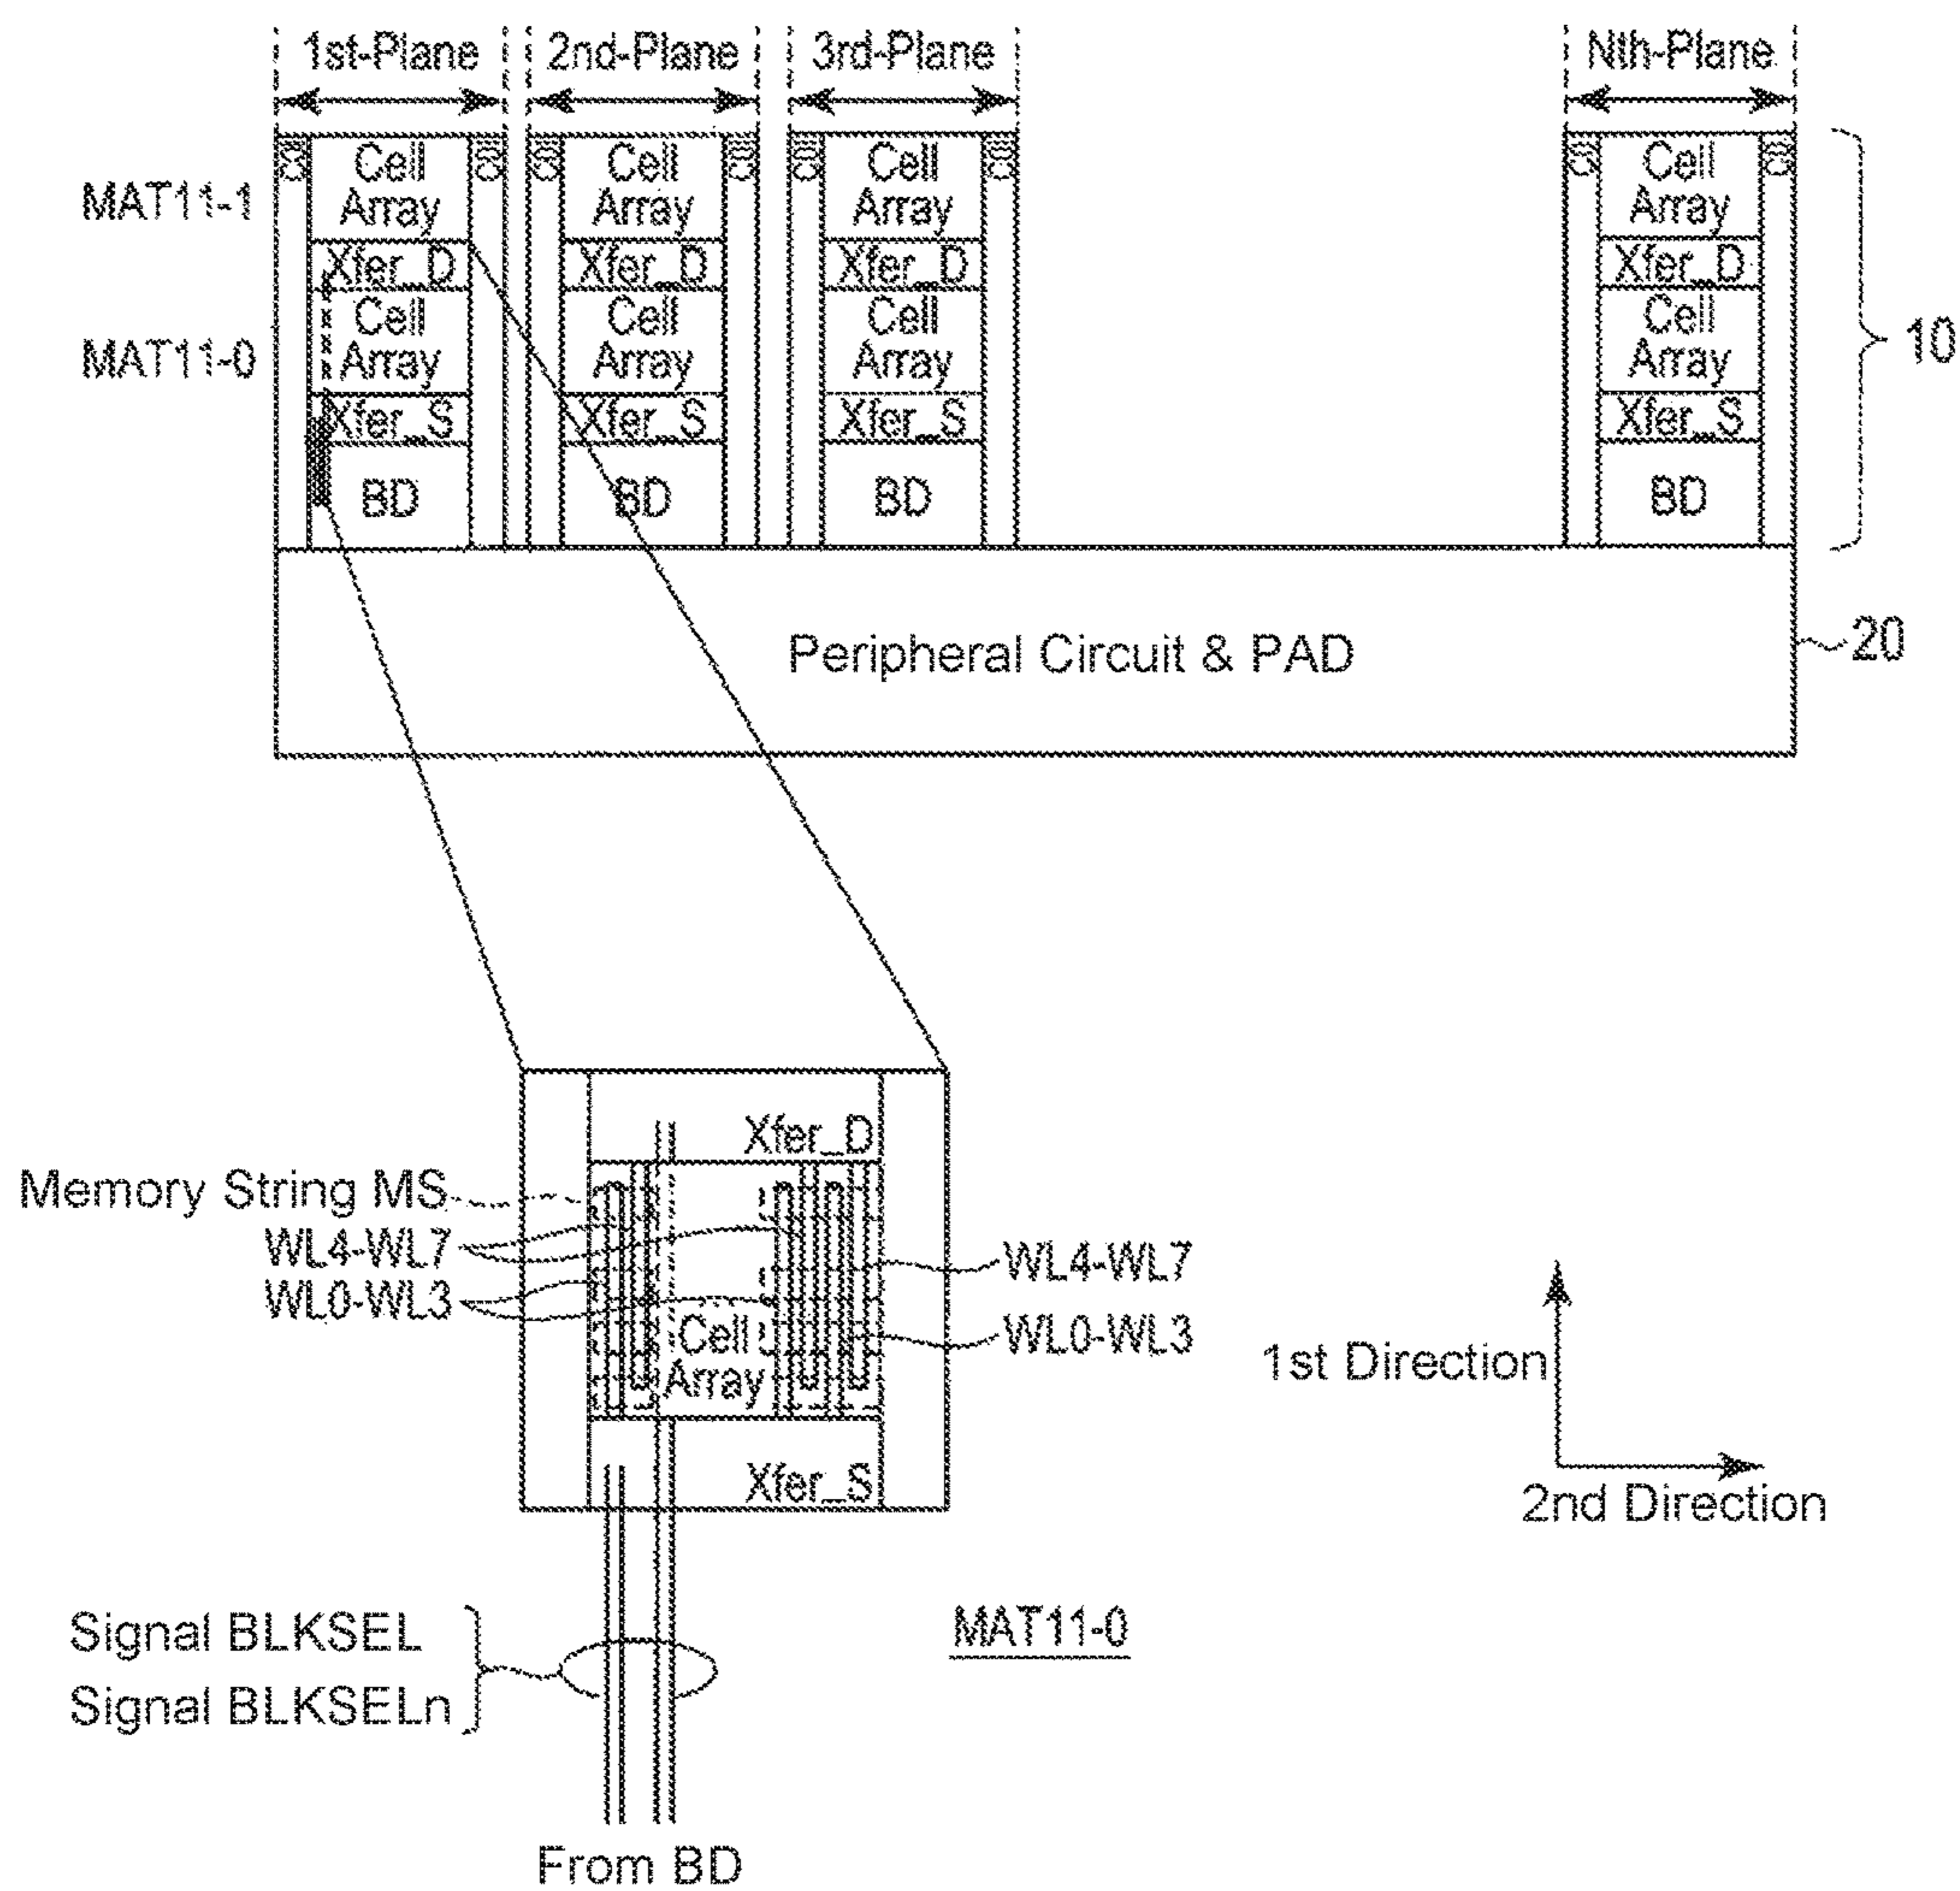 1st-Plane
2nd-Plane
3rd-Plane
Nth-Plane
MAT11-1
Cell Array
Cell Array
Cell Array
Cell Array
Xfer_D
Xfer_D
Xfer_D
Xfer_D
MAT11-0
Cell Array
Cell Array
Cell Array
Cell Array
10
Xfer_S
Xfer_S
Xfer_S
Xfer_S
BD
BD
BD
BD
Peripheral Circuit & PAD
20
Xfer_D
Memory String MS
WL4-WL7
WL0-WL3
WL4-WL7
WL0-WL3
Cell
Array
Xfer_S
1st Direction
2nd Direction
Signal BLKSEL
Signal BLKSELn
MAT11-0
From BD